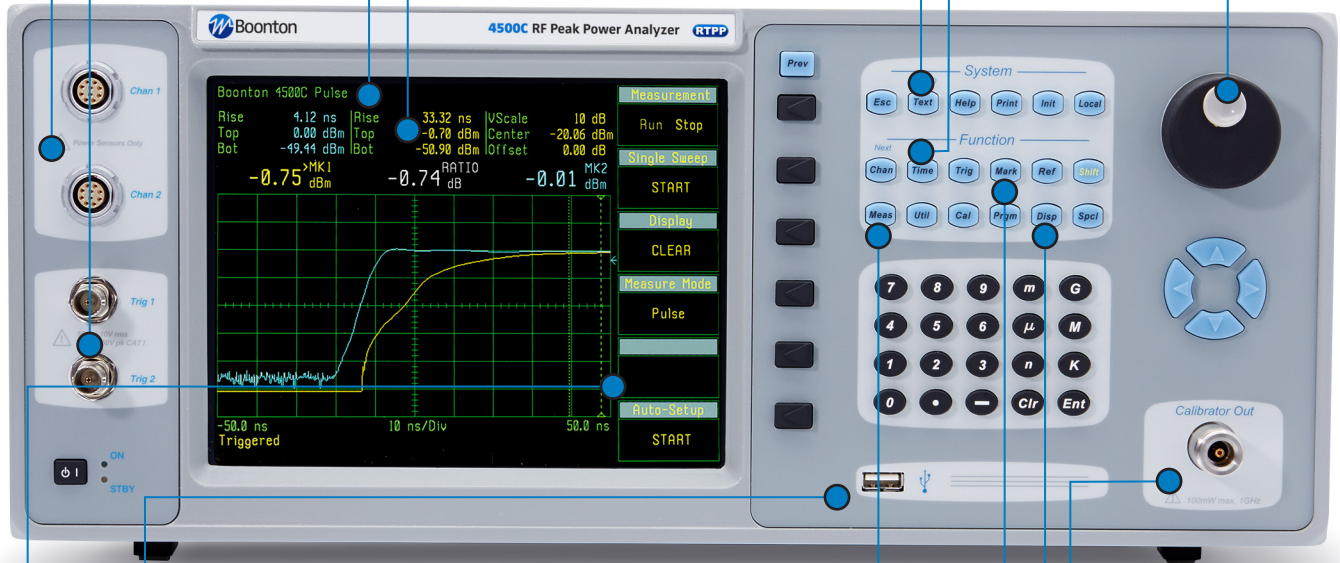 Boonton
4500C RF Peak Power Analyzer RTPP
Chan 1
Power Sensors Only
Chan 2
Trig 1
Trig 2
ON
STBY
Boonton 4500C Pulse
Rise 4.12 ns Rise 33.32 ns VScale 10 dB
Top 0.00 dBm Top -0.70 dBm Center -20.06 dBm
Bot -49.44 dBm Bot -50.90 dBm Offset 0.00 dB
-0.75 >MK1 dBm -0.74 RATIO dB -0.01 MK2 dBm
-50.0 ns 10 ns/Div 50.0 ns
Triggered
Measurement
Run Stop
Single Sweep
START
Display
CLEAR
Measure Mode
Pulse
Auto-Setup
START
Prev
System
Esc Text Help Print Init Local
Function
Next
Chan Time Trig Mark Ref Shift
Meas Util Cal Prgm Disp Spcl
7 8 9 m G
4 5 6 µ M
1 2 3 n K
0 • – Clr Ent
Calibrator Out
100mW max, 1GHz